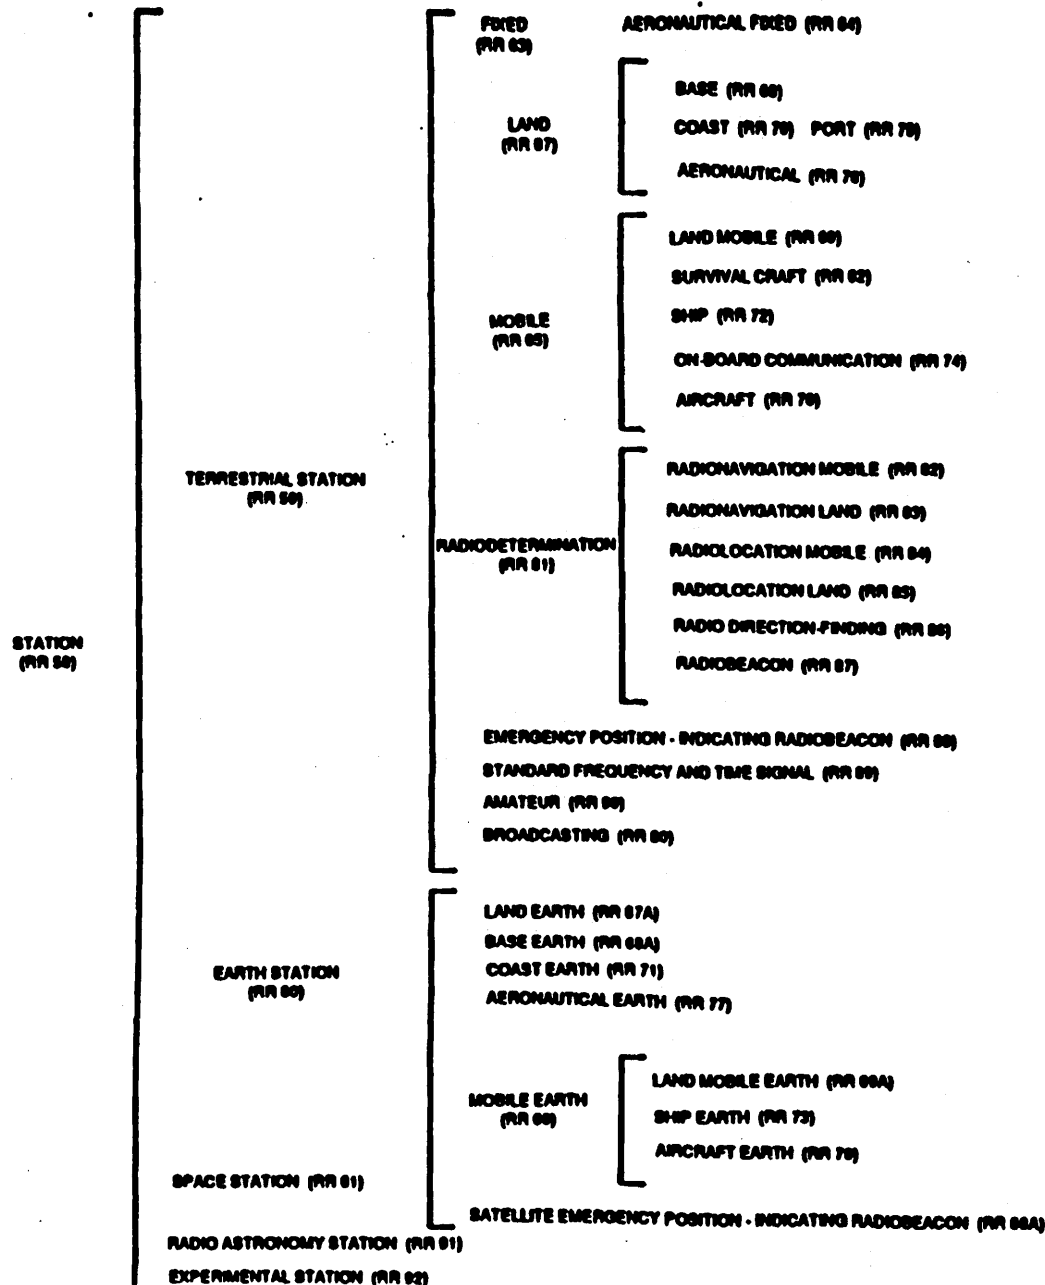 FIXED
(RR 63)
AERONAUTICAL FIXED (RR 64)
LAND
(RR 67)
BASE (RR 68)
COAST (RR 70) PORT (RR 75)
AERONAUTICAL (RR 76)
MOBILE
(RR 65)
LAND MOBILE (RR 69)
SURVIVAL CRAFT (RR 62)
SHIP (RR 72)
ON-BOARD COMMUNICATION (RR 74)
AIRCRAFT (RR 78)
TERRESTRIAL STATION
(RR 59)
RADIODETERMINATION
(RR 81)
RADIONAVIGATION MOBILE (RR 82)
RADIONAVIGATION LAND (RR 83)
RADIOLOCATION MOBILE (RR 84)
RADIOLOCATION LAND (RR 85)
RADIO DIRECTION-FINDING (RR 86)
RADIOBEACON (RR 87)
STATION
(RR 58)
EMERGENCY POSITION - INDICATING RADIOBEACON (RR 88)
STANDARD FREQUENCY AND TIME SIGNAL (RR 89)
AMATEUR (RR 90)
BROADCASTING (RR 80)
EARTH STATION
(RR 60)
LAND EARTH (RR 67A)
BASE EARTH (RR 68A)
COAST EARTH (RR 71)
AERONAUTICAL EARTH (RR 77)
MOBILE EARTH
(RR 66)
LAND MOBILE EARTH (RR 69A)
SHIP EARTH (RR 73)
AIRCRAFT EARTH (RR 79)
SPACE STATION (RR 61)
SATELLITE EMERGENCY POSITION - INDICATING RADIOBEACON (RR 88A)
RADIO ASTRONOMY STATION (RR 91)
EXPERIMENTAL STATION (RR 92)